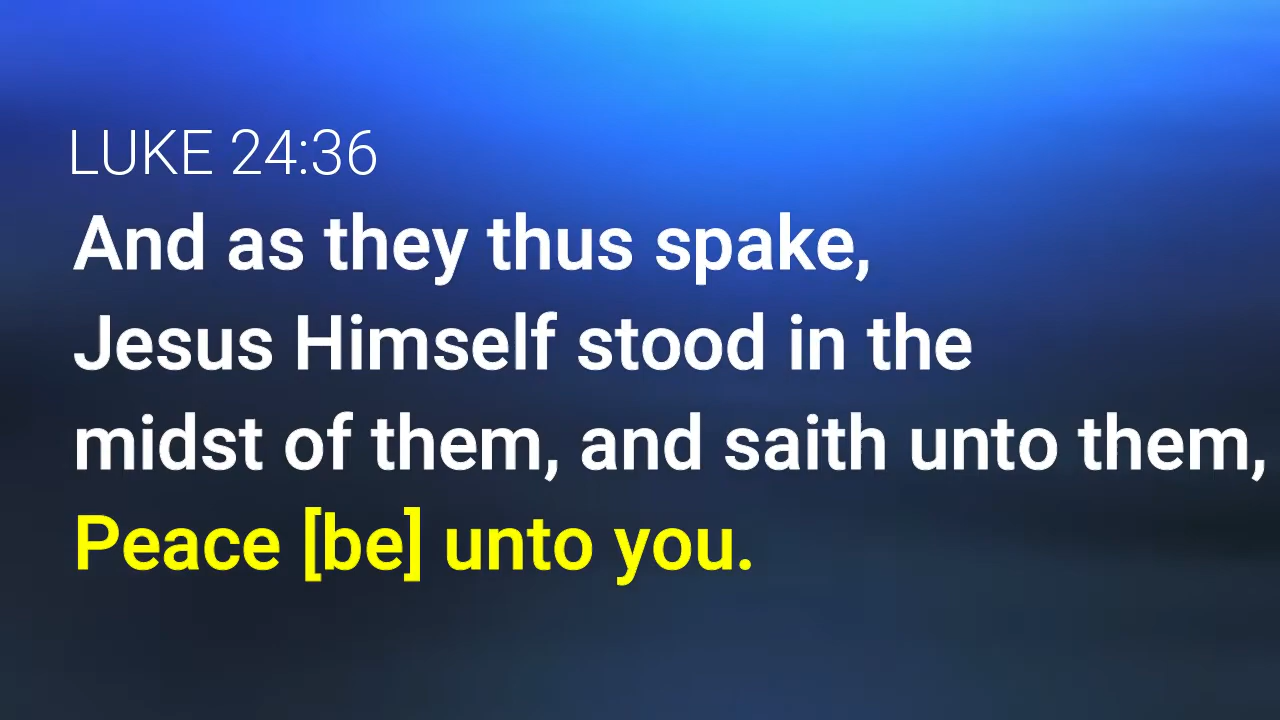 LUKE 24:36
And as they thus spake,
Jesus Himself stood in the
midst of them, and saith unto them,
Peace [be] unto you.